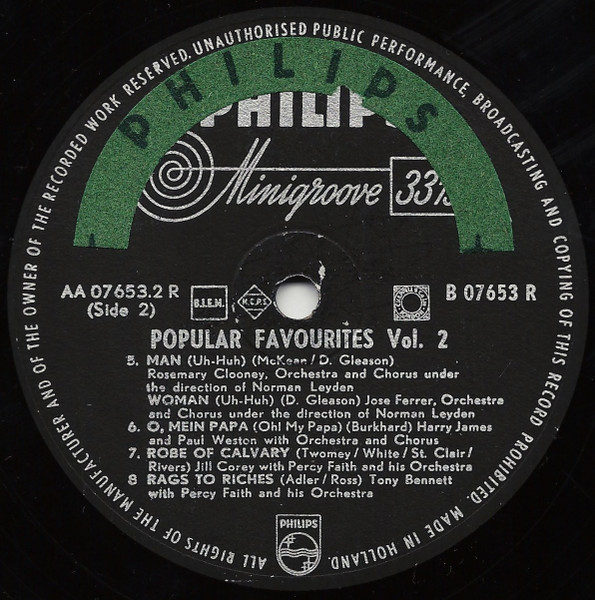 ALL RIGHTS OF THE MANUFACTURER AND OF THE OWNER OF THE RECORDED WORK RESERVED. UNAUTHORISED PUBLIC PERFORMANCE, BROADCASTING AND COPYING OF THIS RECORD PROHIBITED. MADE IN HOLLAND.
PHILIPS
PHILIPS
Minigroove 33⅓
AA 07653.2 R
(Side 2)
B.I.E.M.
M.C.P.S.
B 07653 R
POPULAR FAVOURITES Vol. 2
5. MAN (Uh-Huh) (McKean/D. Gleason)
Rosemary Clooney, Orchestra and Chorus under
the direction of Norman Leyden
WOMAN (Uh-Huh) (D. Gleason) Jose Ferrer, Orchestra
and Chorus under the direction of Norman Leyden
6. O, MEIN PAPA (Oh! My Papa) (Burkhard) Harry James
and Paul Weston with Orchestra and Chorus
7. ROBE OF CALVARY (Twomey/White/St. Clair/
Rivers) Jill Corey with Percy Faith and his Orchestra
8 RAGS TO RICHES (Adler/Ross) Tony Bennett
with Percy Faith and his Orchestra
PHILIPS